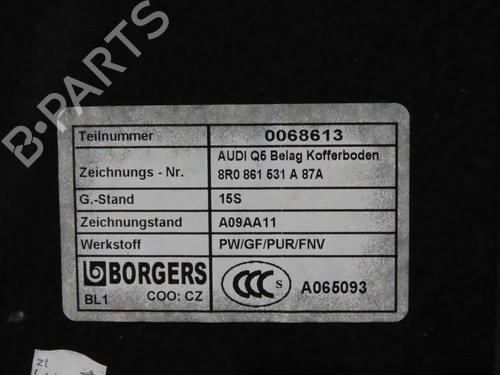 B-PARTS
Teilnummer 0068613
AUDI Q5 Belag Kofferboden
Zeichnungs - Nr. 8R0 861 531 A 87A
G.-Stand 15S
Zeichnungstand A09AA11
Werkstoff PW/GF/PUR/FNV
BORGERS
BL1 COO: CZ
CCC S
A065093